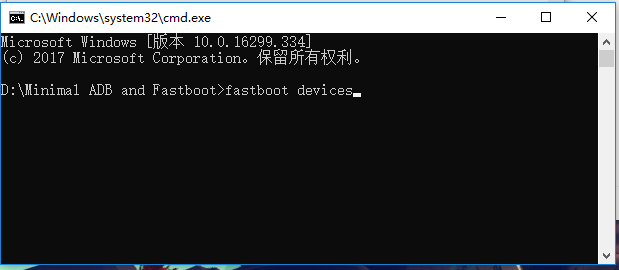 C:\Windows\system32\cmd.exe
Microsoft Windows [版本 10.0.16299.334]
(c) 2017 Microsoft Corporation。保留所有权利。
D:\Minimal ADB and Fastboot>fastboot devices